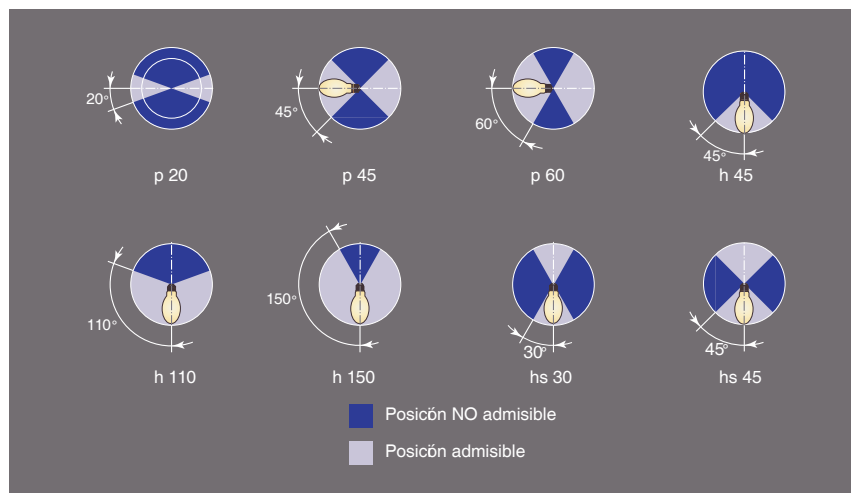 20°
p 20
45°
p 45
60°
p 60
45°
h 45
110°
h 110
150°
h 150
30°
hs 30
45°
hs 45
Posicón NO admisible
Posicón admisible